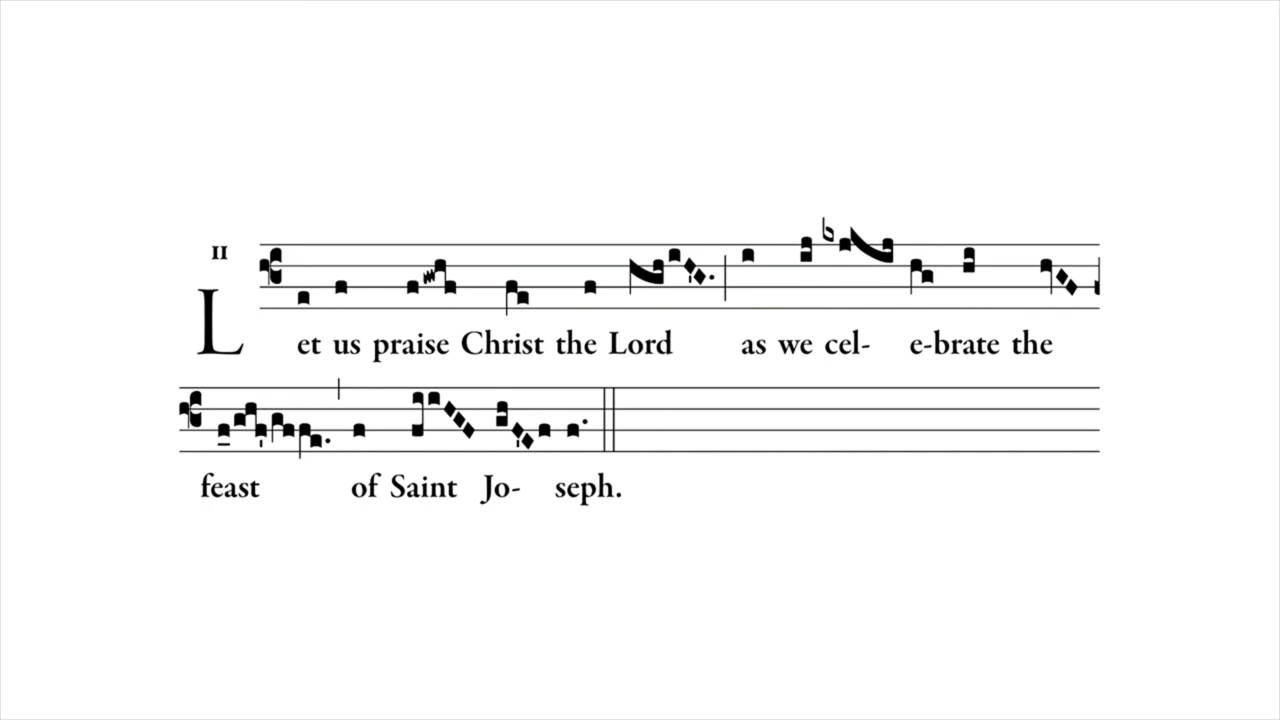 II
Let us praise Christ the Lord as we cel- e-brate the
feast of Saint Jo- seph.